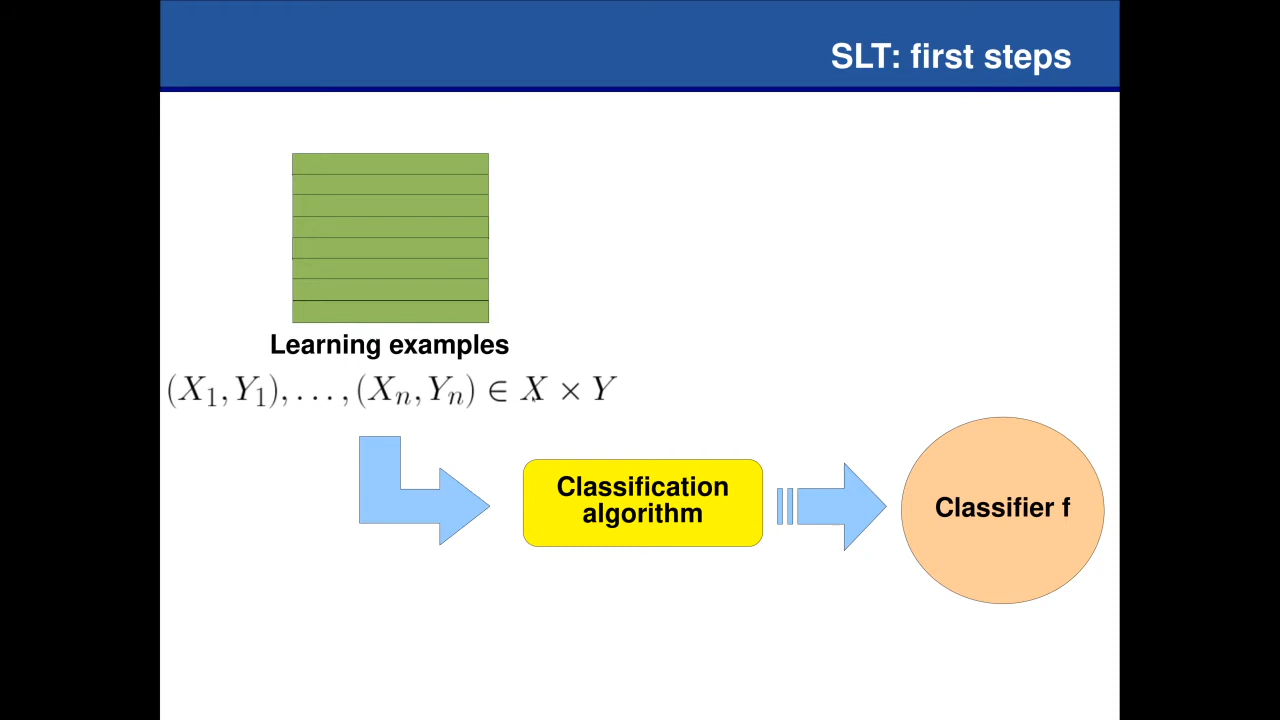 SLT: first steps
Learning examples
(X₁, Y₁), . . . , (Xₙ, Yₙ) ∈ X × Y
Classification
algorithm
Classifier f